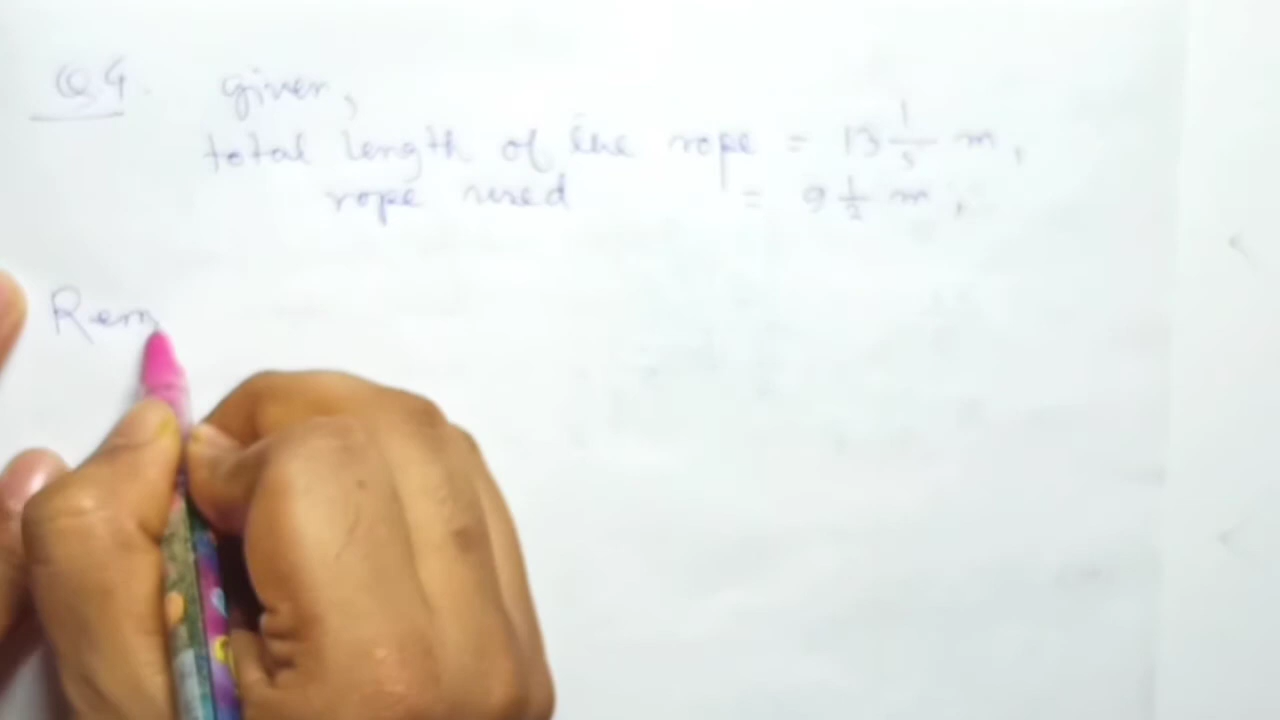 Q.4. given,
total length of the rope = 13 1/5 m,
rope used = 9 1/2 m,
Rem